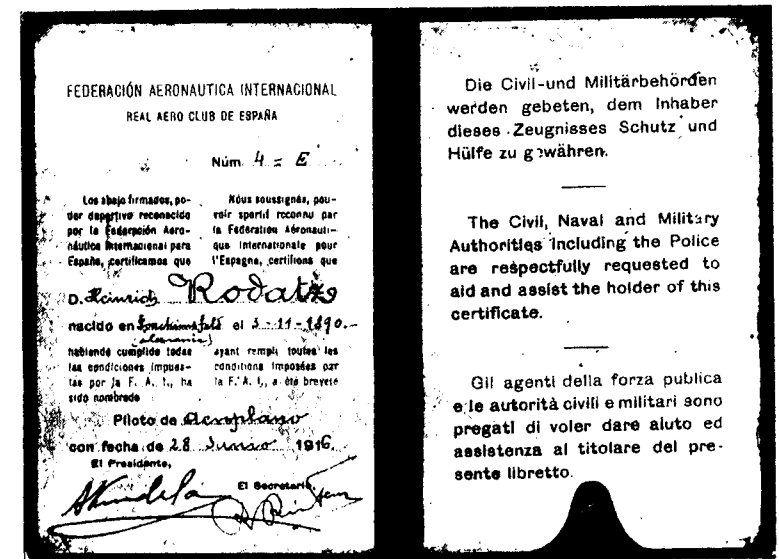 FEDERACIÓN AERONAUTICA INTERNACIONAL
REAL AERO CLUB DE ESPAÑA
Núm. 4 = E
Los abajo firmados, po-
der deportivo reconocido
por la Federación Aero-
náutica Internacional para
España, certificamos que
Nóus soussignés, pou-
voir sportif reconnu par
la Fédération Aéronauti-
que Internationale pour
l'Espagne, certifions que
D. Heinrich Rodatz
nacido en el 3-11-1890.-
habiendo cumplido todas
las condiciones impues-
tas por la F. A. I., ha
sido nombrado
ayant rempli toutes les
conditions imposées par
la F. A. I., a été breveté
Piloto de aeroplano
con fecha de 28 Junio 1916.
El Presidente,
El Secretario,
Die Civil-und Militärbehörden
werden gebeten, dem Inhaber
dieses Zeugnisses Schutz und
Hülfe zu gewähren.
The Civil, Naval and Military
Authorities including the Police
are respectfully requested to
aid and assist the holder of this
certificate.
Gli agenti della forza publica
e le autorità civili e militari sono
pregati di voler dare aiuto ed
assistenza al titolare del pre-
sente libretto.